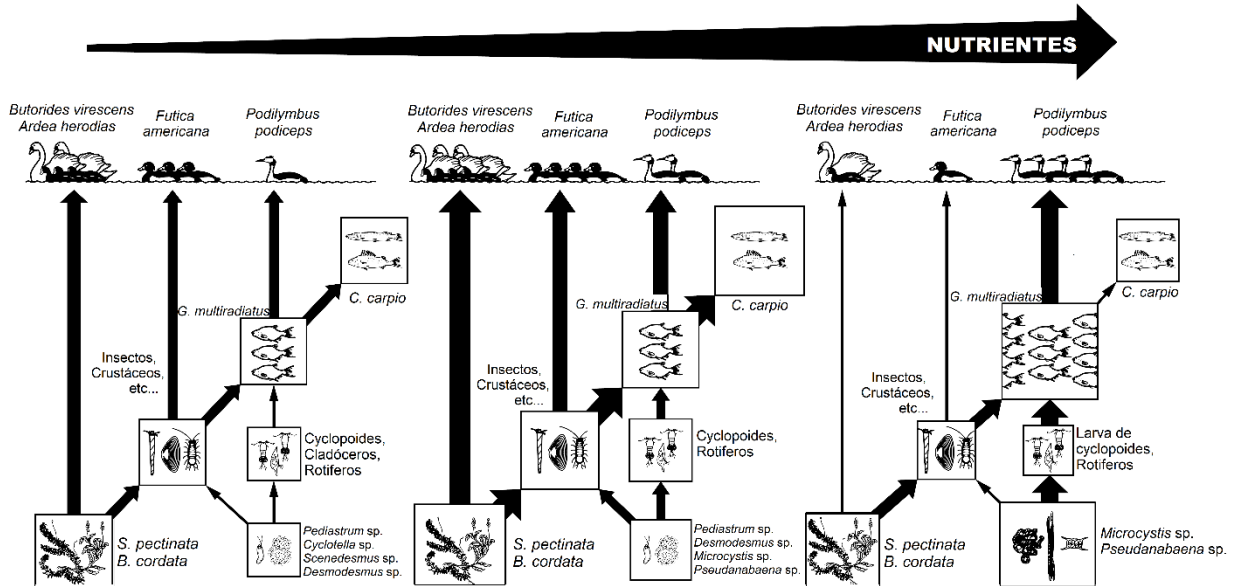 NUTRIENTES
Butorides virescens
Ardea herodias
Futica
americana
Podilymbus
podiceps
C. carpio
G. multiradiatus
Insectos,
Crustáceos,
etc...
Cyclopoides,
Cladóceros,
Rotiferos
S. pectinata
B. cordata
Pediastrum sp.
Cyclotella sp.
Scenedesmus sp.
Desmodesmus sp.
Butorides virescens
Ardea herodias
Futica
americana
Podilymbus
podiceps
C. carpio
G. multiradiatus
Insectos,
Crustáceos,
etc...
Cyclopoides,
Rotiferos
S. pectinata
B. cordata
Pediastrum sp.
Desmodesmus sp.
Microcystis sp.
Pseudanabaena sp.
Butorides virescens
Ardea herodias
Futica
americana
Podilymbus
podiceps
G. multiradiatus
C. carpio
Insectos,
Crustáceos,
etc...
Larva de
cyclopoides,
Rotiferos
S. pectinata
B. cordata
Microcystis sp.
Pseudanabaena sp.